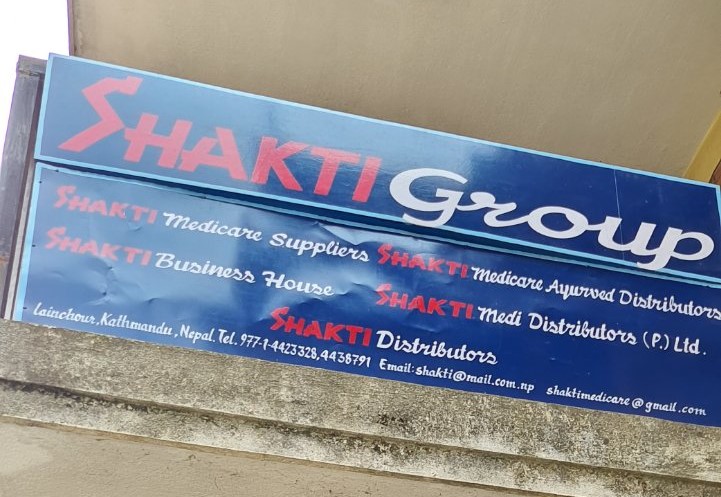 SHAKTI Group
SHAKTI Medicare Suppliers SHAKTI Medicare Ayurved Distributors
SHAKTI Business House SHAKTI Medi Distributors (P.) Ltd.
SHAKTI Distributors
Lainchour, Kathmandu, Nepal, Tel. 977-1-4423328, 4438791 Email: shakti@mail.com.np shaktimedicare@gmail.com